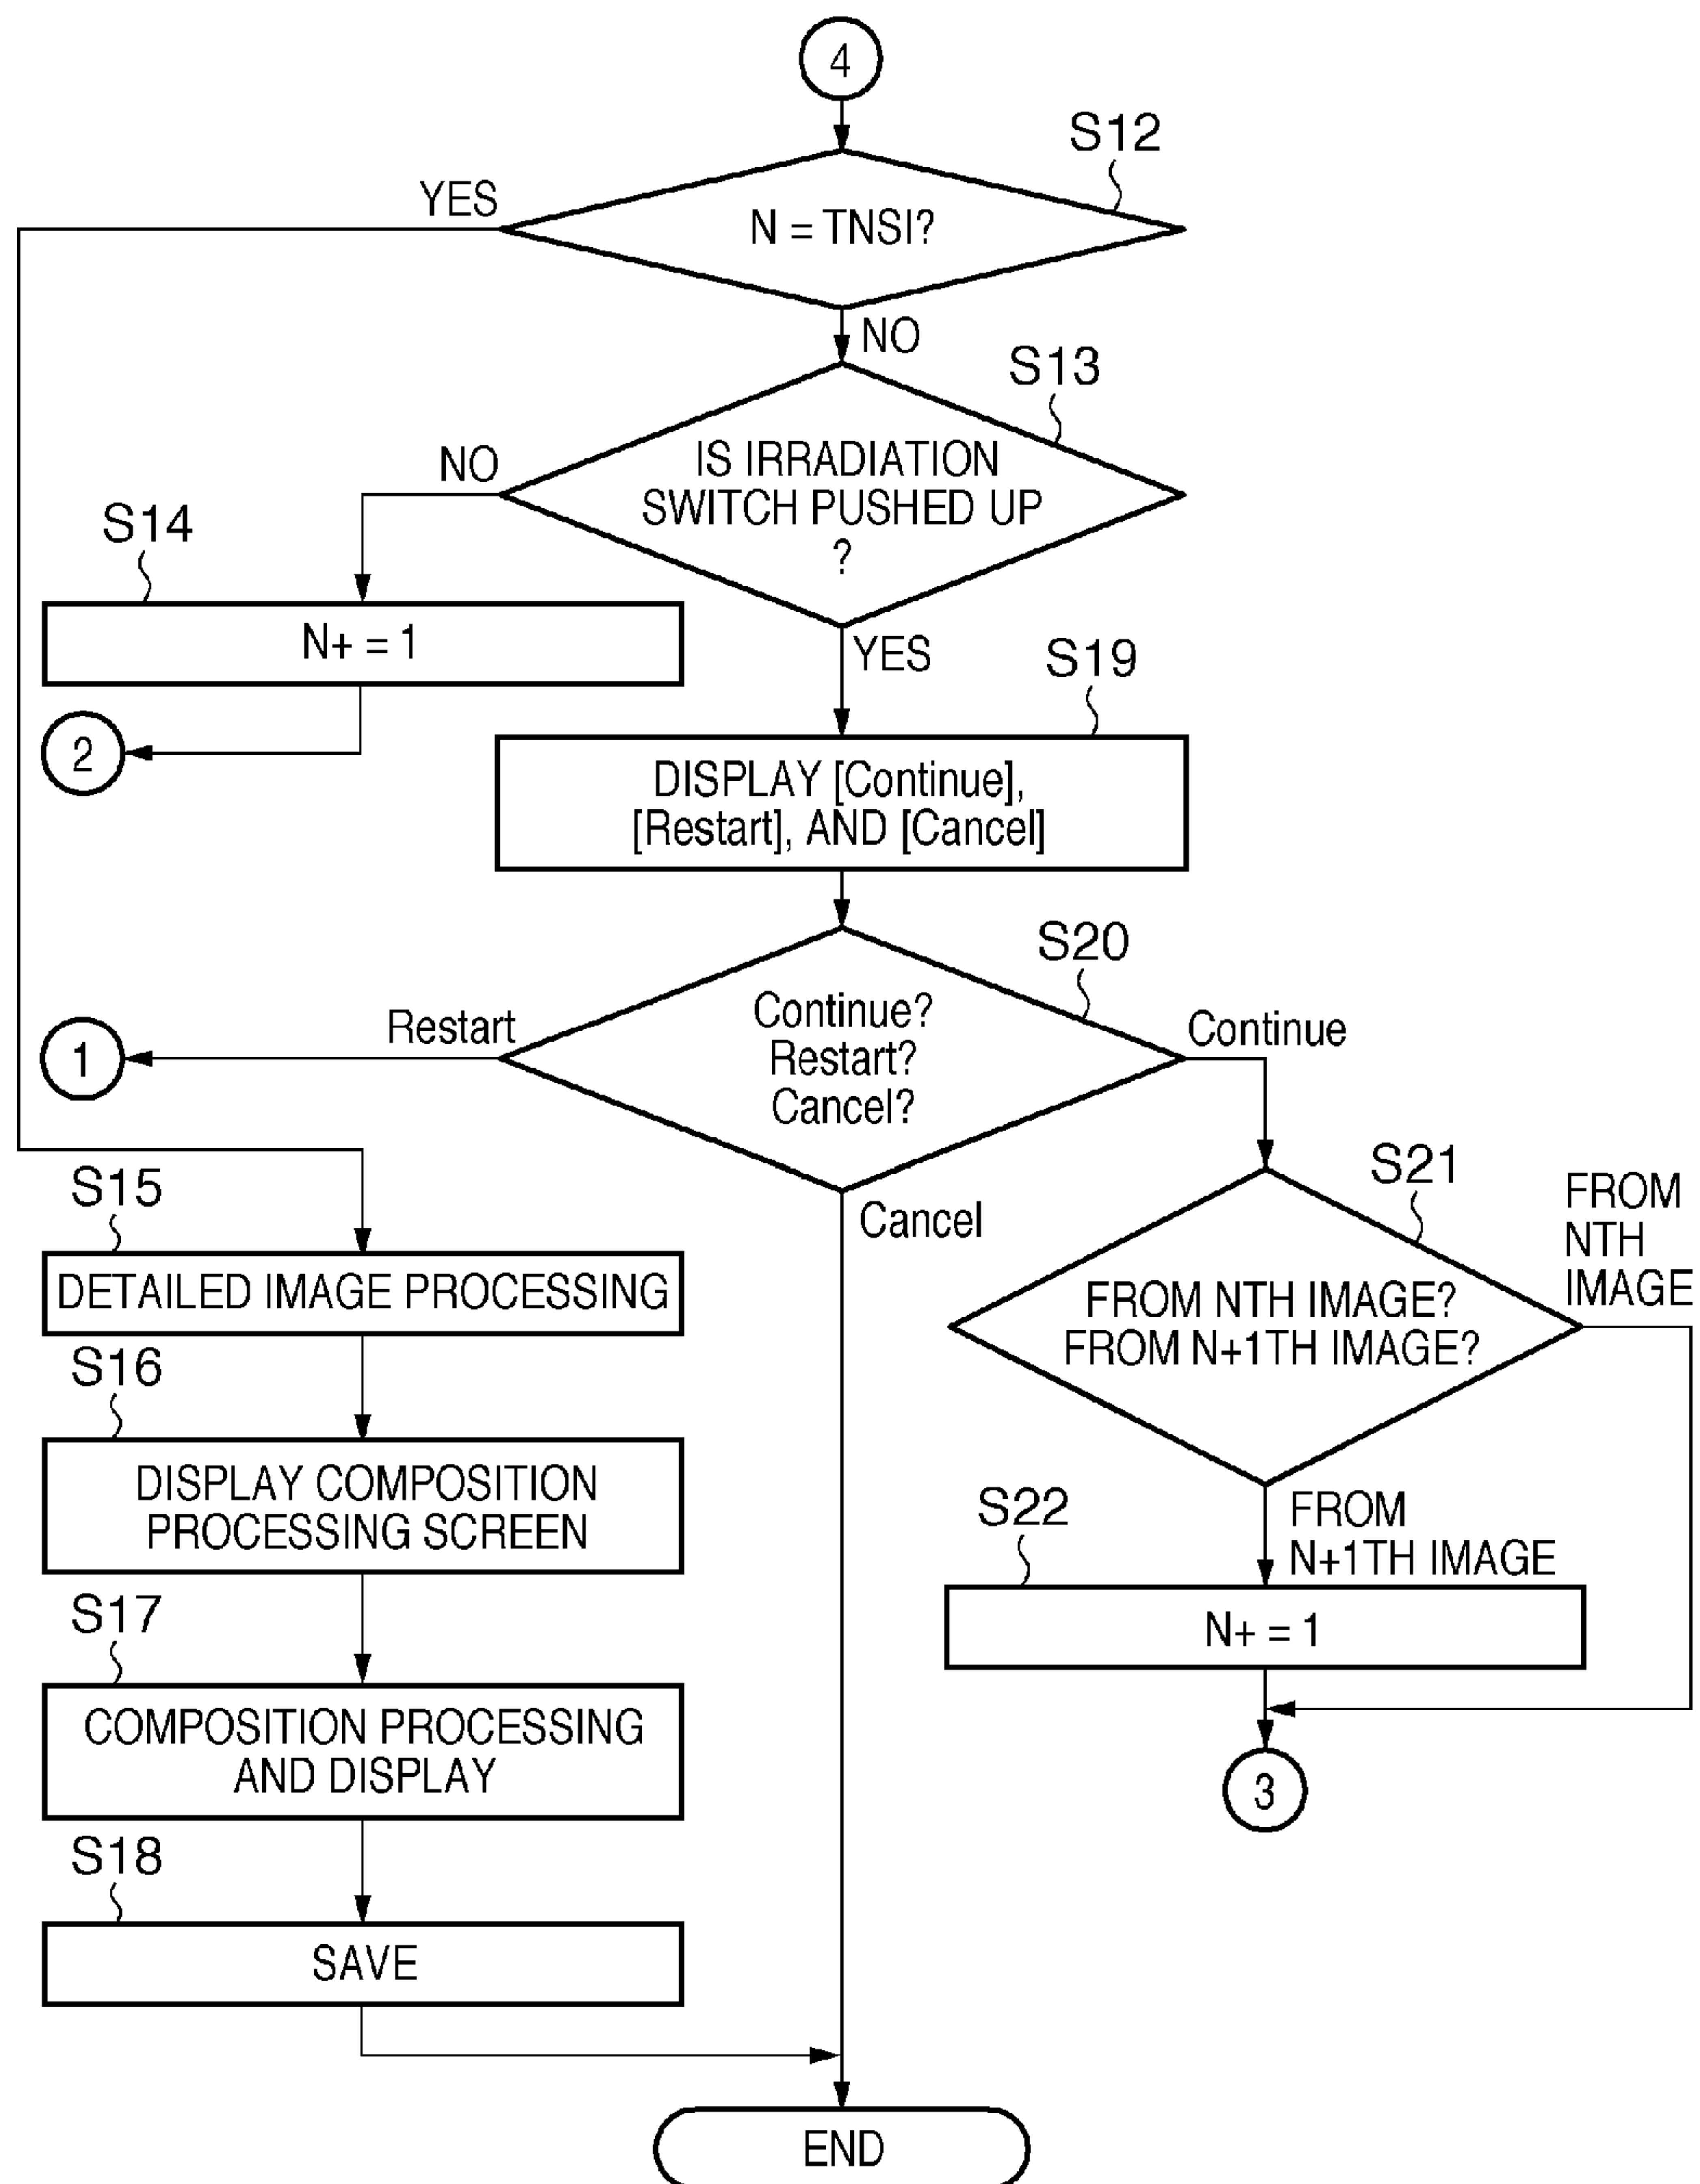 4
S12
YES
N = TNSI?
NO
S13
NO
IS IRRADIATION
SWITCH PUSHED UP
?
S14
N+ = 1
YES
S19
2
DISPLAY [Continue],
[Restart], AND [Cancel]
S20
Restart
Continue?
Restart?
Cancel?
Continue
1
S15
Cancel
S21
FROM
NTH
IMAGE
DETAILED IMAGE PROCESSING
FROM NTH IMAGE?
FROM N+1TH IMAGE?
S16
DISPLAY COMPOSITION
PROCESSING SCREEN
S22
FROM
N+1TH IMAGE
S17
N+ = 1
COMPOSITION PROCESSING
AND DISPLAY
3
S18
SAVE
END